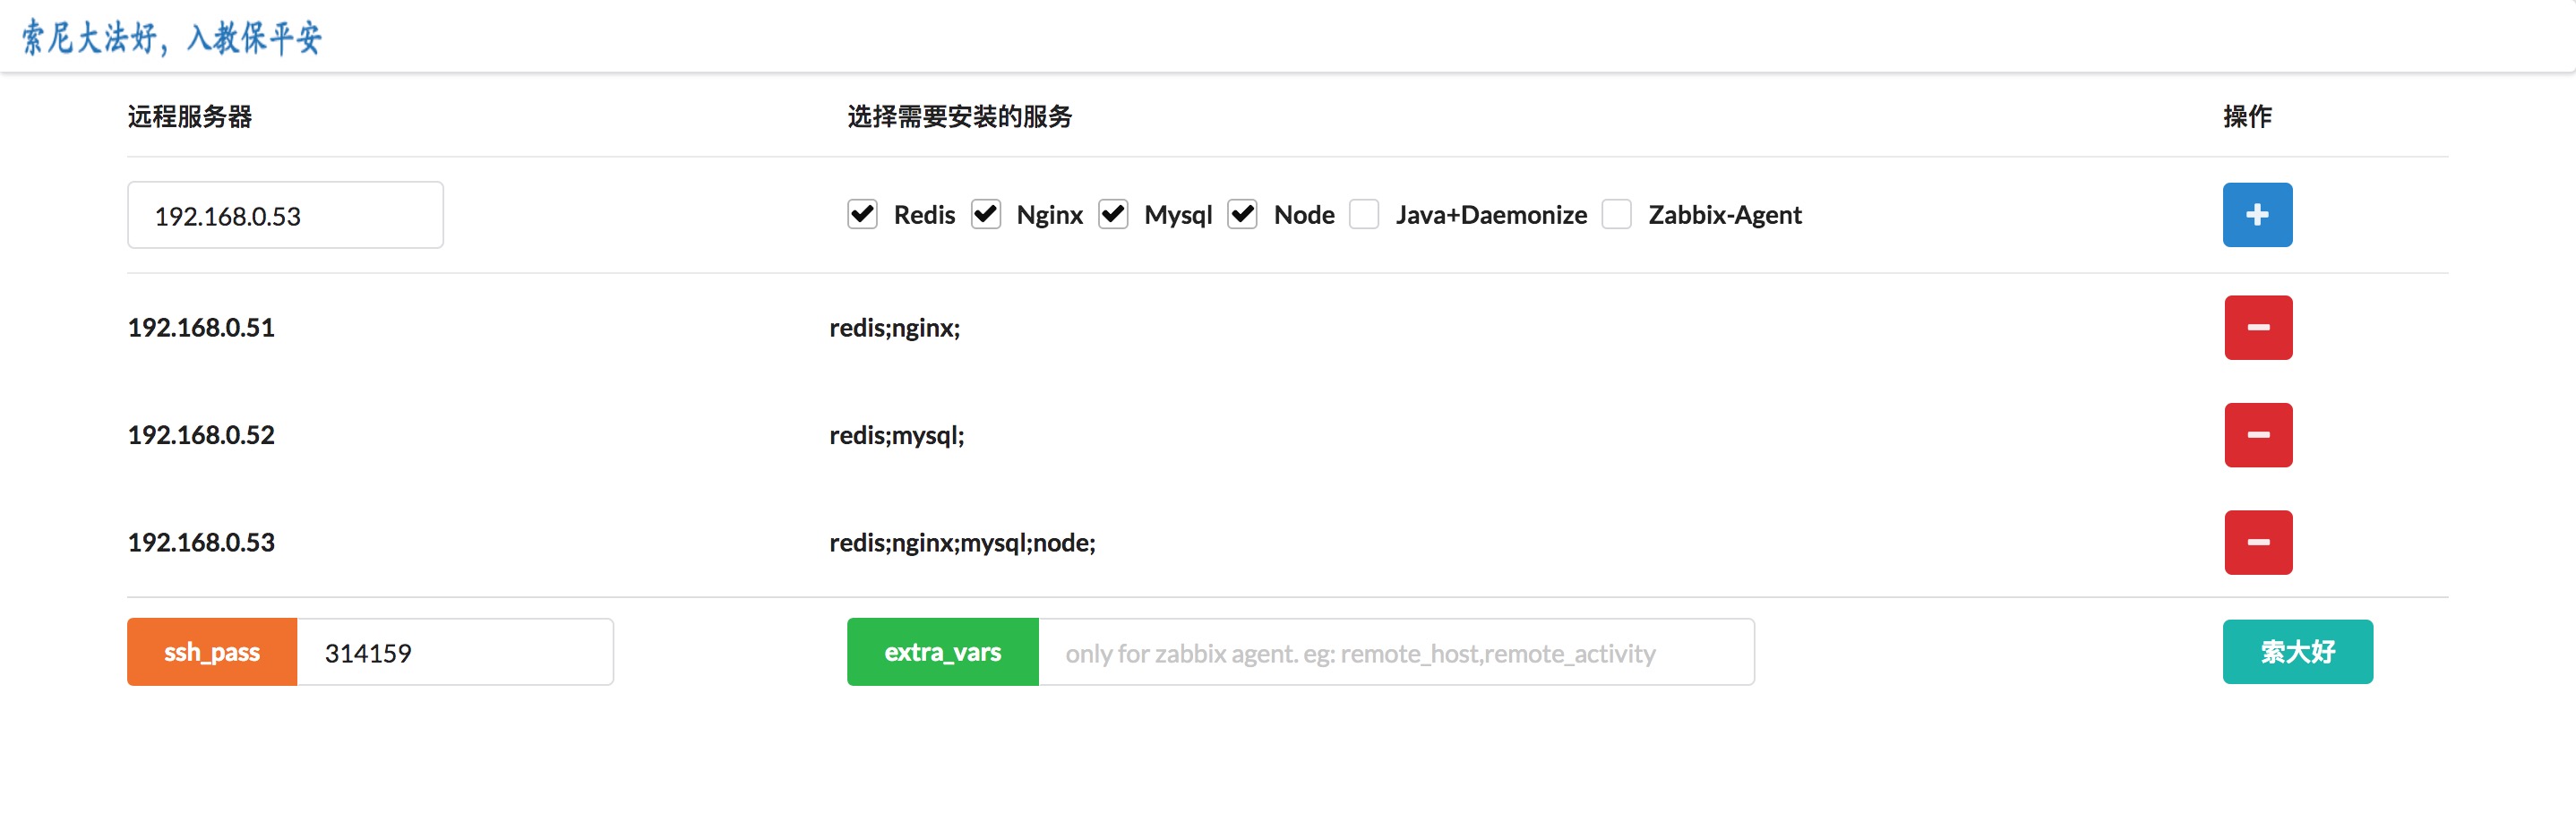 索尼大法好，入教保平安
远程服务器 选择需要安装的服务 操作
192.168.0.53 Redis Nginx Mysql Node Java+Daemonize Zabbix-Agent
192.168.0.51 redis;nginx;
192.168.0.52 redis;mysql;
192.168.0.53 redis;nginx;mysql;node;
ssh_pass 314159 extra_vars only for zabbix agent. eg: remote_host,remote_activity 索大好